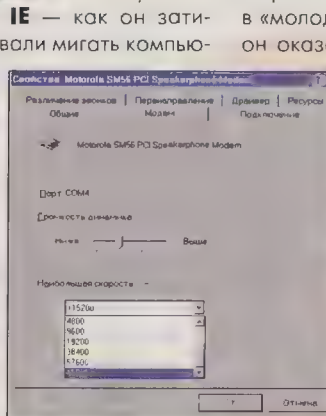 IE — как он зати-
вали мигать компью-
в «молод
он оказ
Свойства Motorola SM56 PCI Speakerphone Modem
Различение звонков | Перенаправление | Драйвер | Ресурсы
Общие | Модем | Подключение
Motorola SM56 PCI Speakerphone Modem
Порт COM4
Громкость динамика
Выше
Наибольшая скорость
115200
4800
9600
19200
38400
57600
Отмена